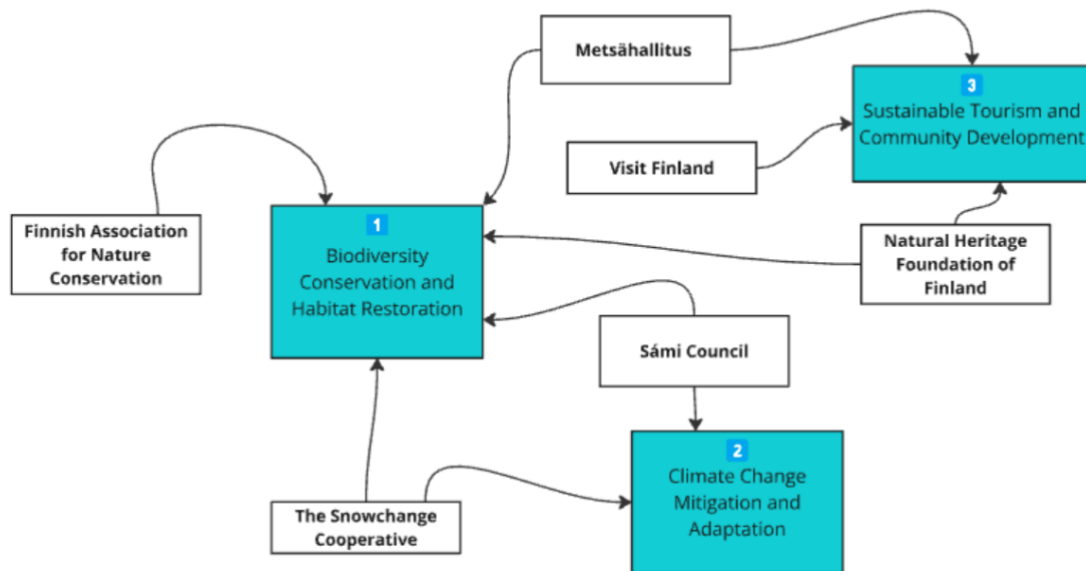 Metsähallitus
3
Sustainable Tourism and
Community Development
Visit Finland
Finnish Association
for Nature
Conservation
1
Biodiversity
Conservation and
Habitat Restoration
Natural Heritage
Foundation of
Finland
Sámi Council
2
Climate Change
Mitigation and
Adaptation
The Snowchange
Cooperative